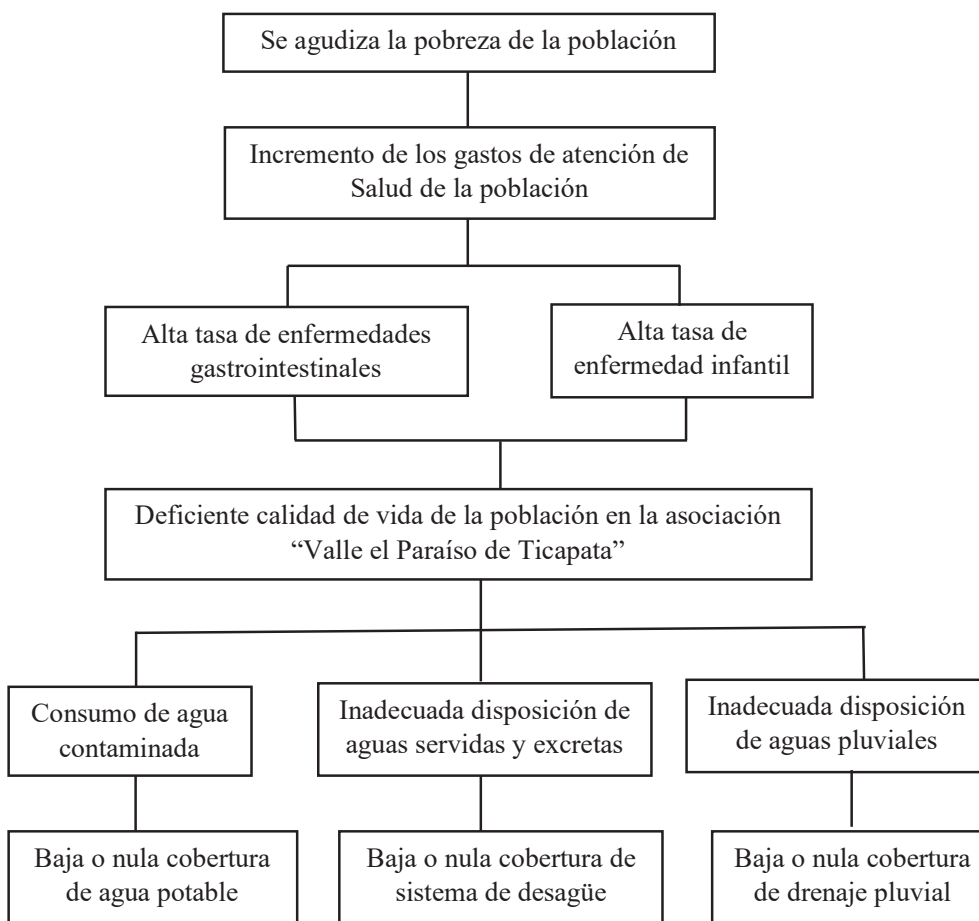 Se agudiza la pobreza de la población
Incremento de los gastos de atención de
Salud de la población
Alta tasa de enfermedades
gastrointestinales
Alta tasa de
enfermedad infantil
Deficiente calidad de vida de la población en la asociación
“Valle el Paraíso de Ticapata”
Consumo de agua
contaminada
Inadecuada disposición de
aguas servidas y excretas
Inadecuada disposición
de aguas pluviales
Baja o nula cobertura
de agua potable
Baja o nula cobertura de
sistema de desagüe
Baja o nula cobertura
de drenaje pluvial